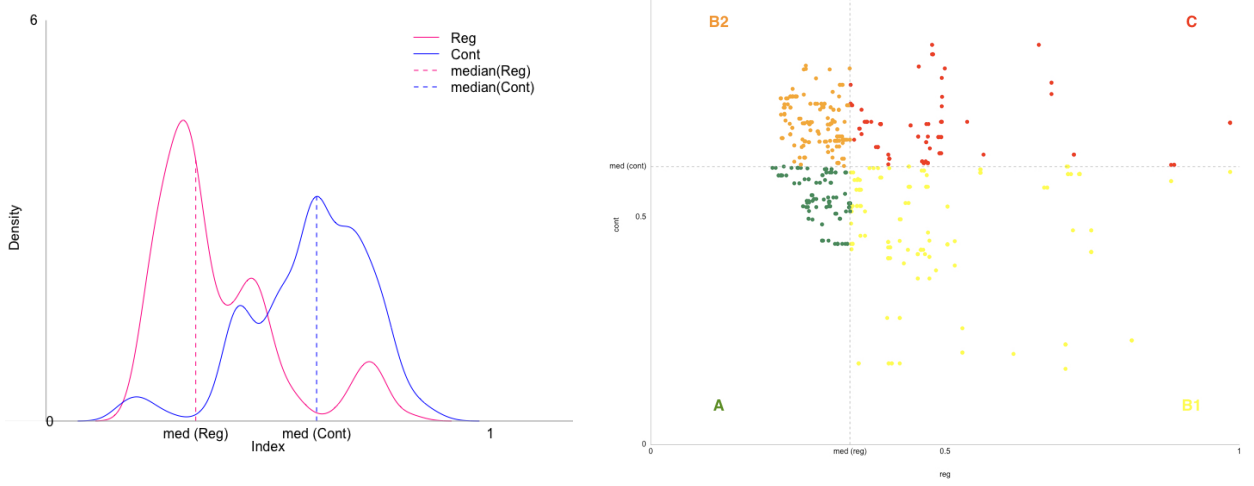 6
Reg
Cont
median(Reg)
median(Cont)
Density
0
med (Reg)
med (Cont)
1
Index
B2
C
med (cont)
0.5
cont
A
B1
0
0
med (reg)
0.5
1
reg